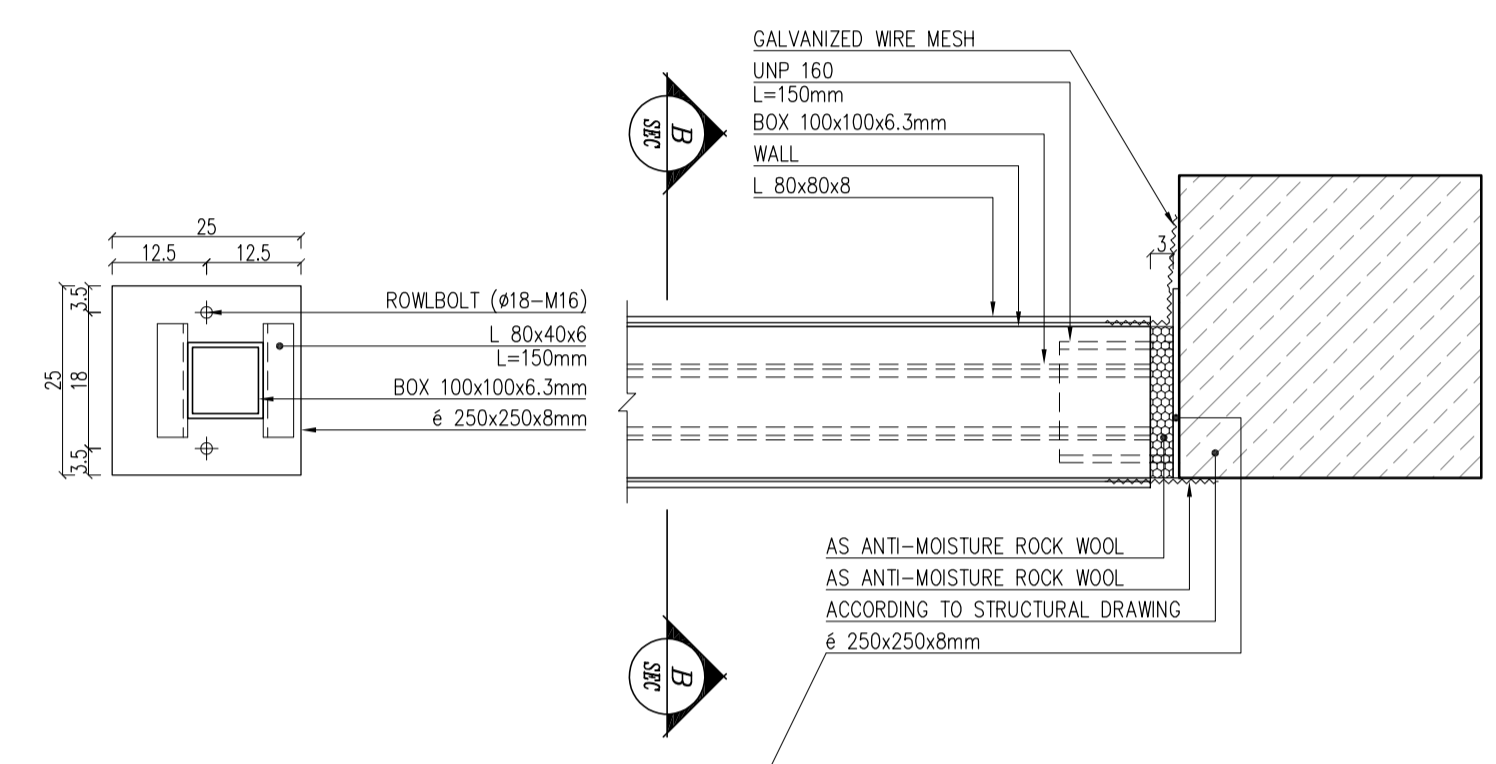 GALVANIZED WIRE MESH
UNP 160
L=150mm
BOX 100x100x6.3mm
WALL
L 80x80x8
B
SEC
3
25
12.5
12.5
3.5
25
18
3.5
ROWLBOLT (ø18-M16)
L 80x40x6
L=150mm
BOX 100x100x6.3mm
é 250x250x8mm
AS ANTI-MOISTURE ROCK WOOL
AS ANTI-MOISTURE ROCK WOOL
ACCORDING TO STRUCTURAL DRAWING
é 250x250x8mm
B
SEC